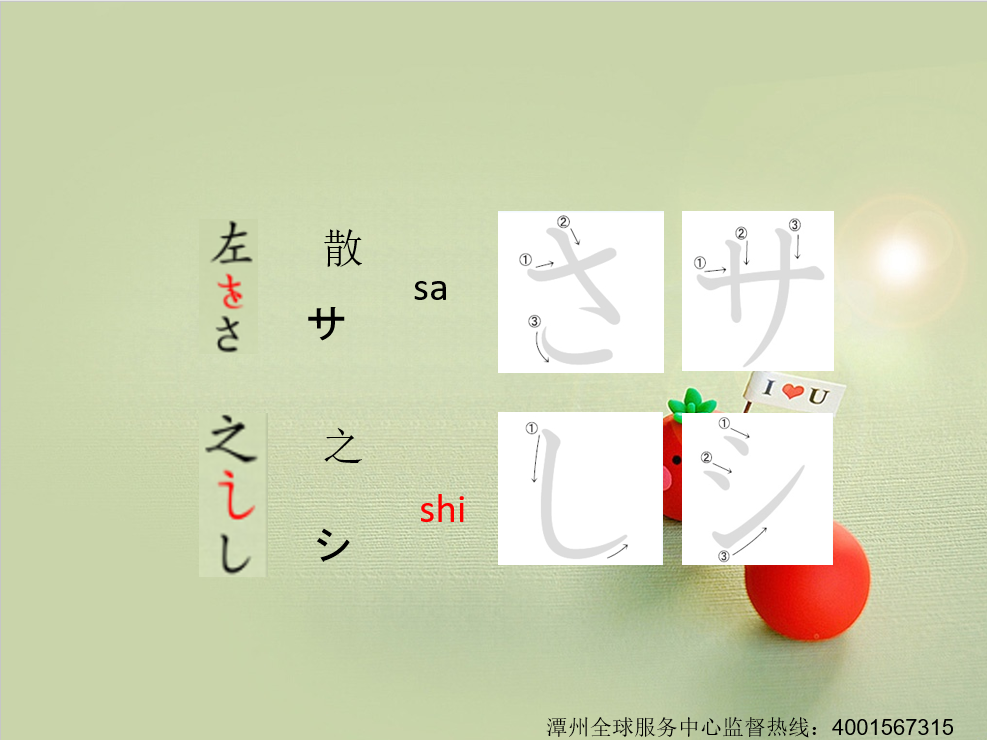 左
さ
さ
散
サ
sa
① ② ③
さ
① ② ③
サ
I ❤ U
之
し
し
之
シ
shi
①
し
① ② ③
シ
潭州全球服务中心监督热线：4001567315